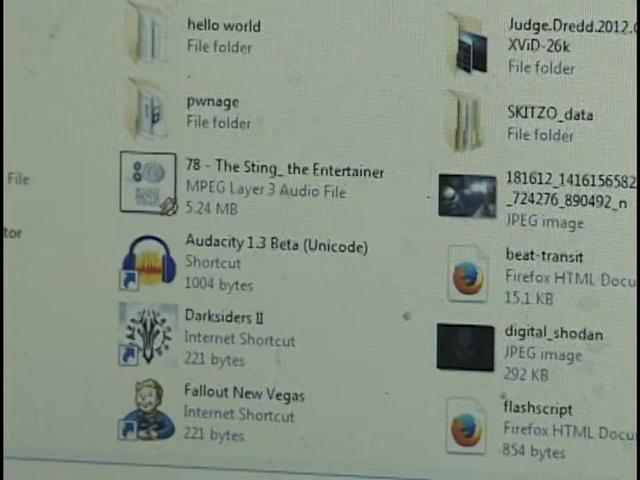 File
tor
hello world
File folder
pwnage
File folder
78 - The Sting_ the Entertainer
MPEG Layer 3 Audio File
5.24 MB
Audacity 1.3 Beta (Unicode)
Shortcut
1004 bytes
Darksiders II
Internet Shortcut
221 bytes
Fallout New Vegas
Internet Shortcut
221 bytes
Judge.Dredd.2012.
XViD-26k
File folder
SKITZO_data
File folder
181612_1416156582
_724276_890492_n
JPEG image
beat-transit
Firefox HTML Docu
15.1 KB
digital_shodan
JPEG image
292 KB
flashscript
Firefox HTML Docu
854 bytes